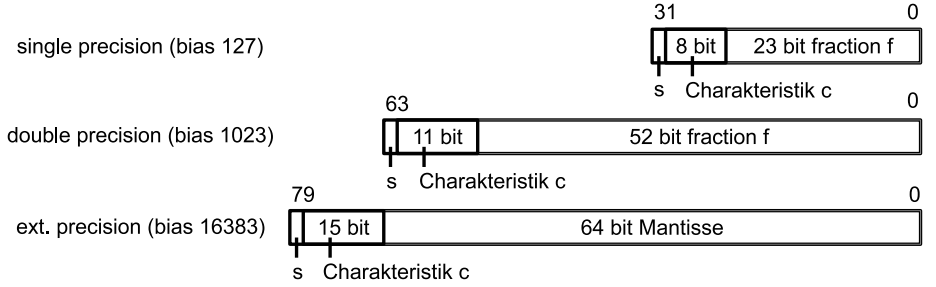 31 0
single precision (bias 127) 8 bit 23 bit fraction f
s Charakteristik c
63 0
double precision (bias 1023) 11 bit 52 bit fraction f
s Charakteristik c
79 0
ext. precision (bias 16383) 15 bit 64 bit Mantisse
s Charakteristik c